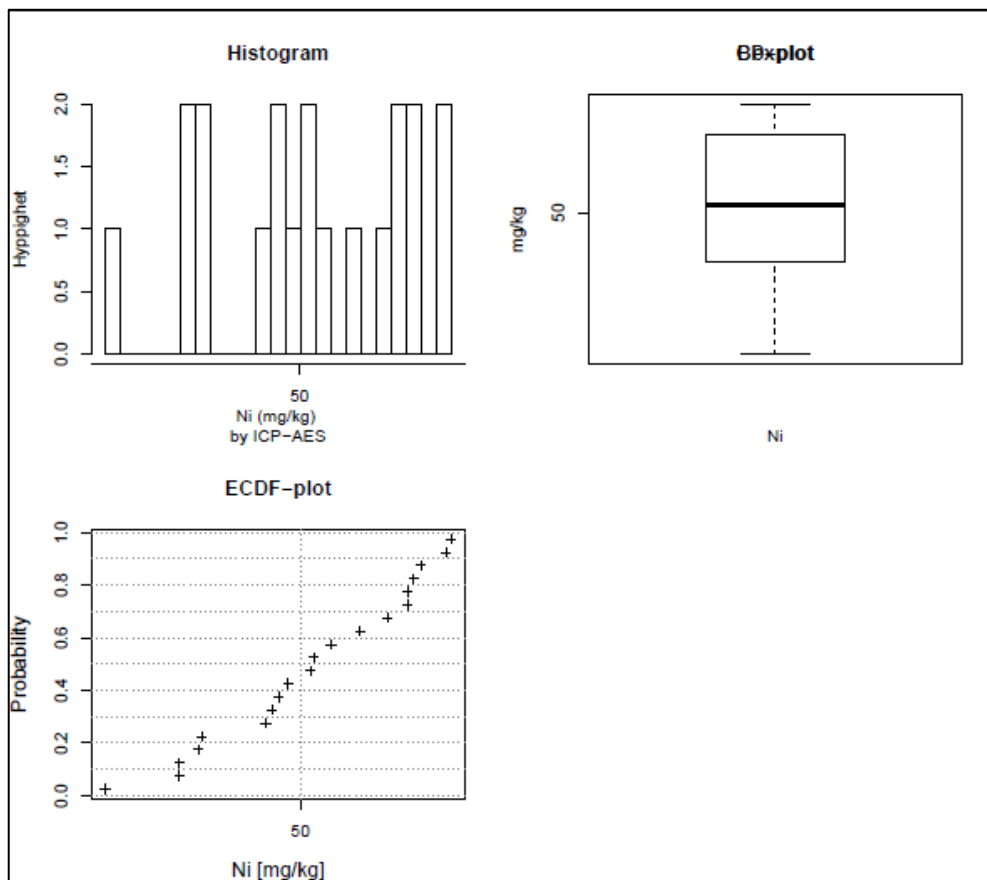 Histogram
Hyppighet
2.0
1.5
1.0
0.5
0.0
50
Ni (mg/kg)
by ICP−AES
mg/kg
50
Ni
ECDF−plot
Probability
1.0
0.8
0.6
0.4
0.2
0.0
50
Ni [mg/kg]